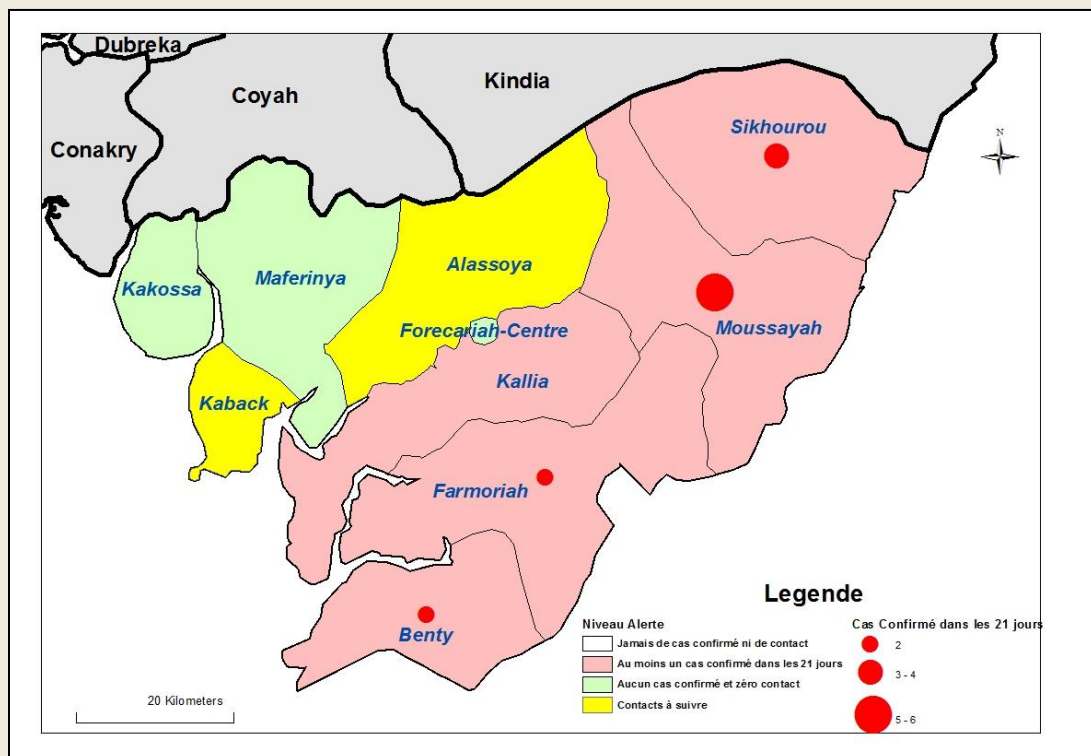 Dubreka
Coyah
Kindia
Conakry
Sikhourou
N
Kakossa
Maferinya
Alassoya
Moussayah
Forecariah-Centre
Kallia
Kaback
Farmoriah
Benty
20 Kilometers
Legende
Niveau Alerte
Jamais de cas confirmé ni de contact
Au moins un cas confirmé dans les 21 jours
Aucun cas confirmé et zéro contact
Contacts à suivre
Cas Confirmé dans les 21 jours
2
3 - 4
5 - 6